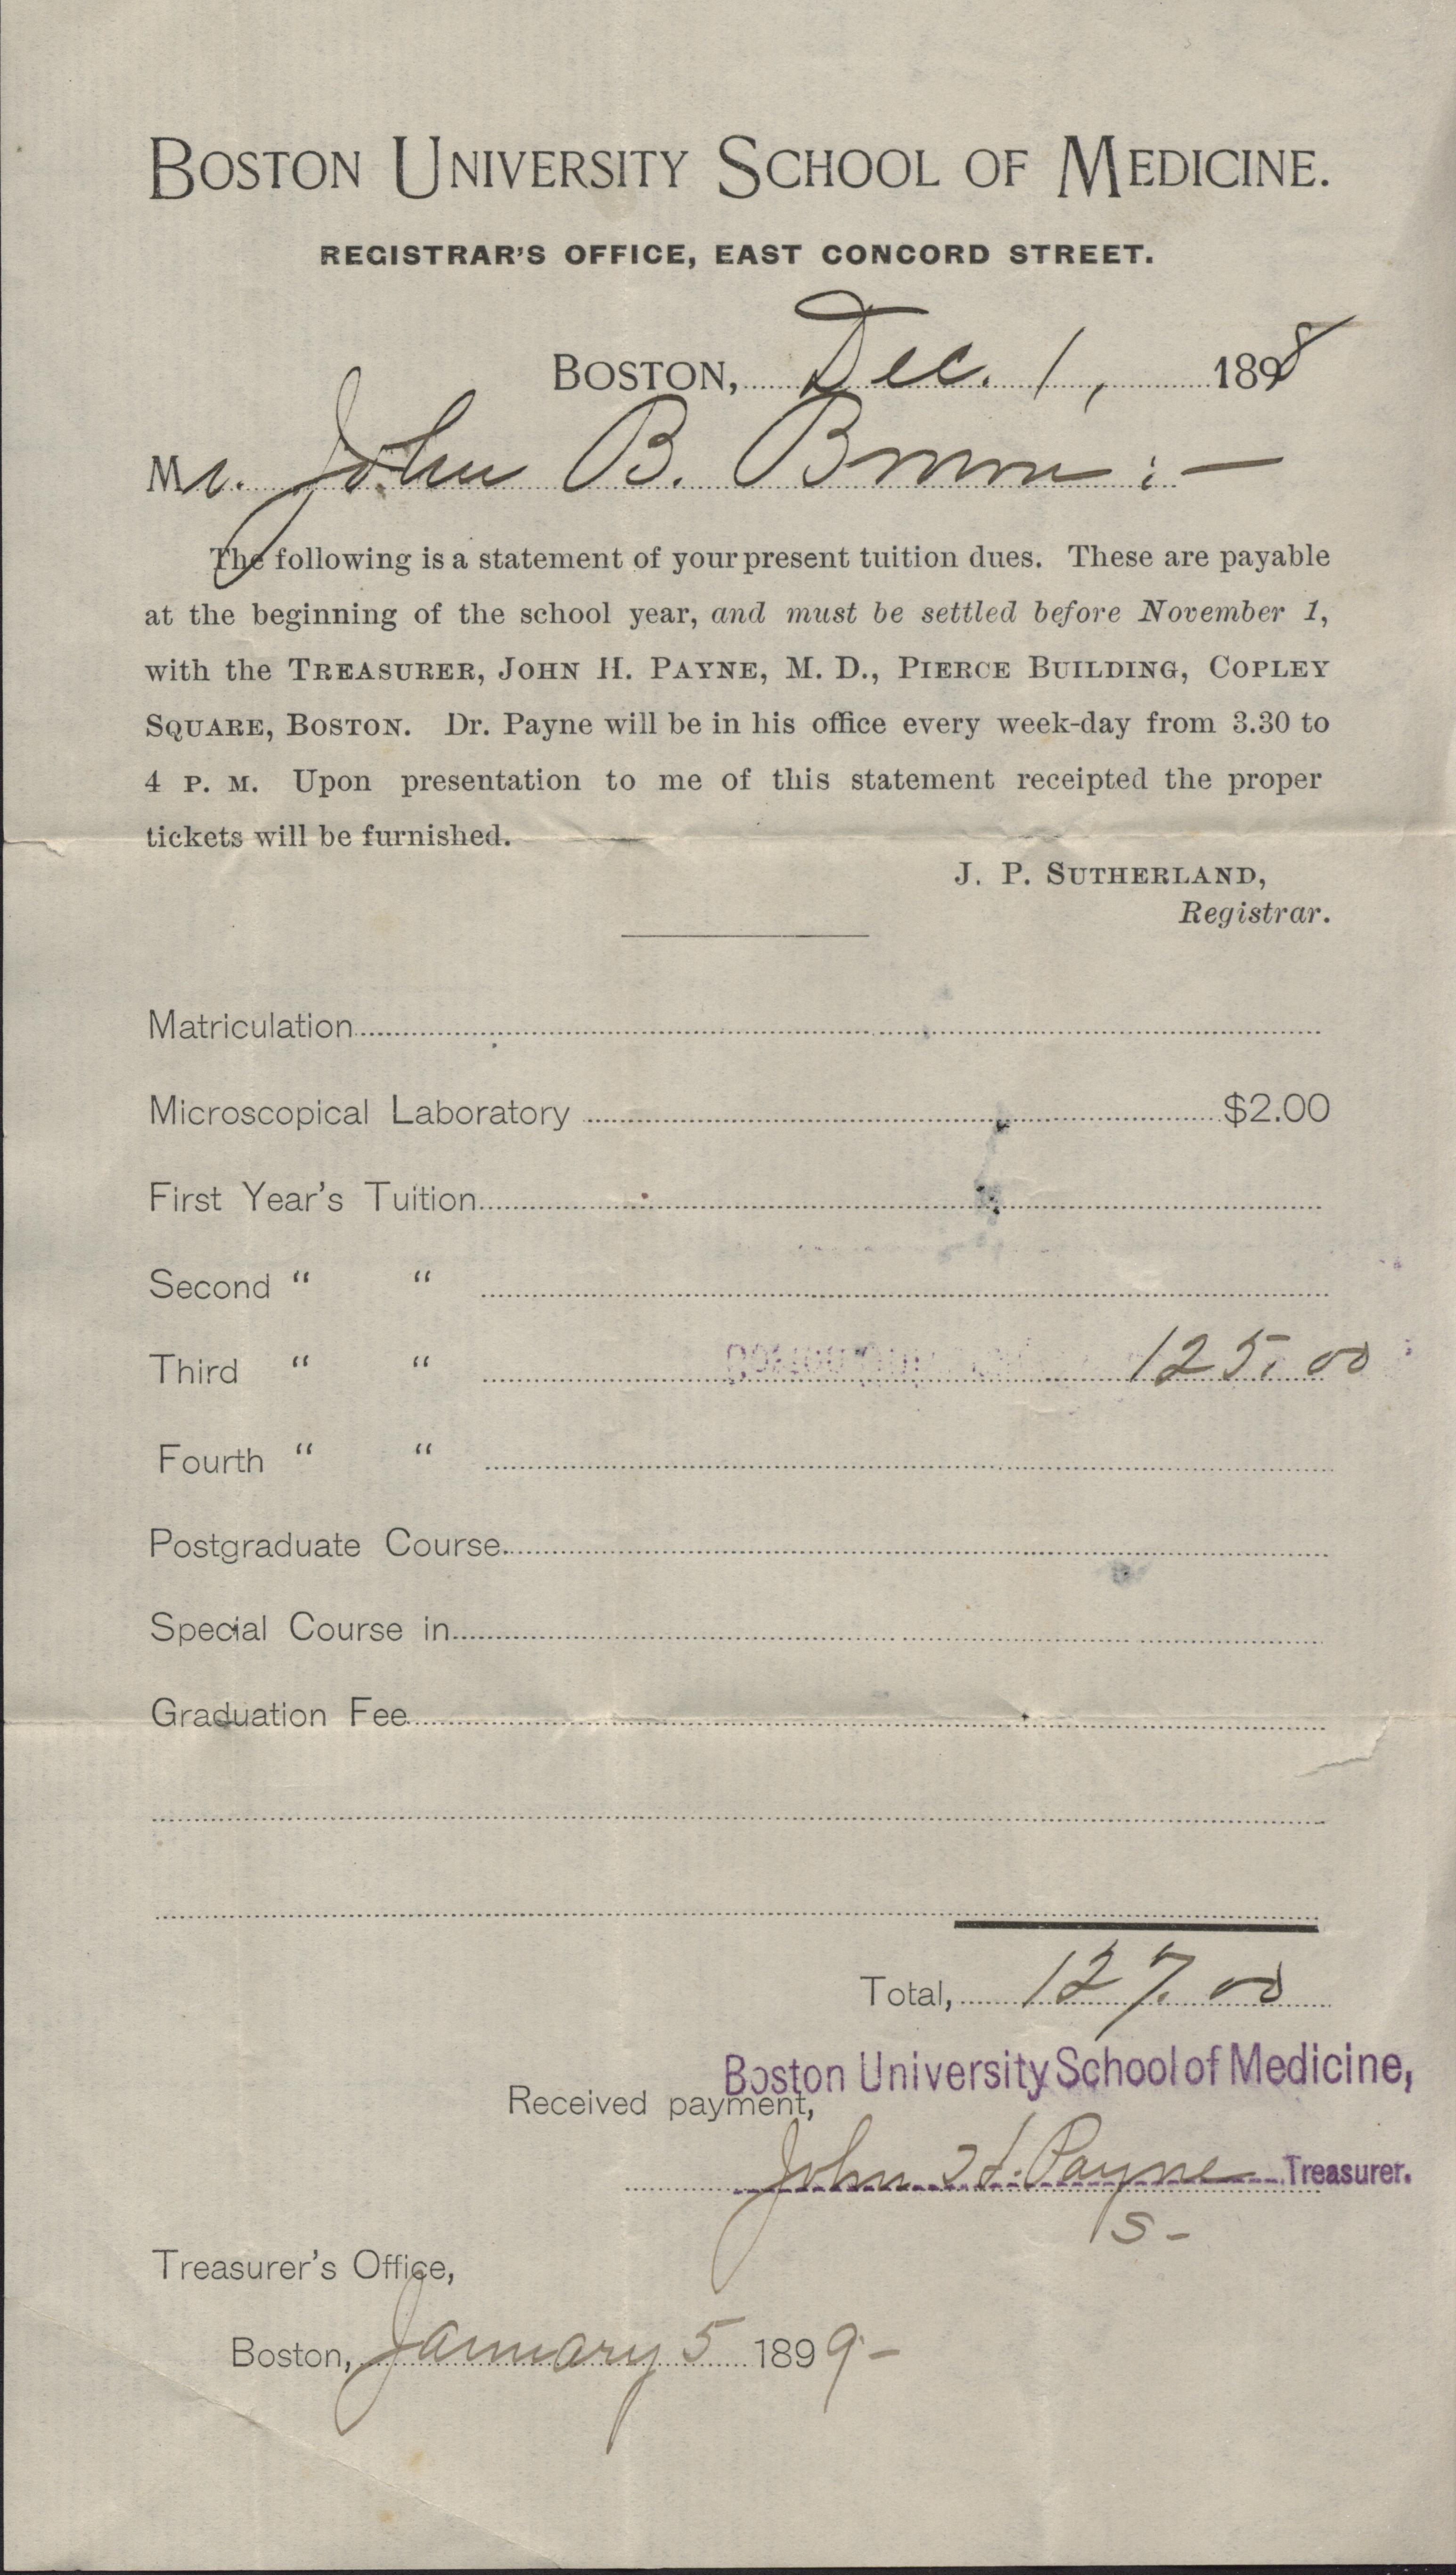 BOSTON UNIVERSITY SCHOOL OF MEDICINE.
REGISTRAR'S OFFICE, EAST CONCORD STREET.
BOSTON, Dec. 1, 1898
Mr. John B. Brown :—
The following is a statement of your present tuition dues. These are payable
at the beginning of the school year, and must be settled before November 1,
with the TREASURER, JOHN H. PAYNE, M. D., PIERCE BUILDING, COPLEY
SQUARE, BOSTON. Dr. Payne will be in his office every week-day from 3.30 to
4 P. M. Upon presentation to me of this statement receipted the proper
tickets will be furnished.
J. P. SUTHERLAND,
Registrar.
Matriculation
Microscopical Laboratory $2.00
First Year's Tuition
Second " "
Third " " 125.00
Fourth " "
Postgraduate Course
Special Course in
Graduation Fee
Total, 127.00
Boston University School of Medicine,
Received payment,
John H. Payne Treasurer.
S-
Treasurer's Office,
Boston, January 5 1899-